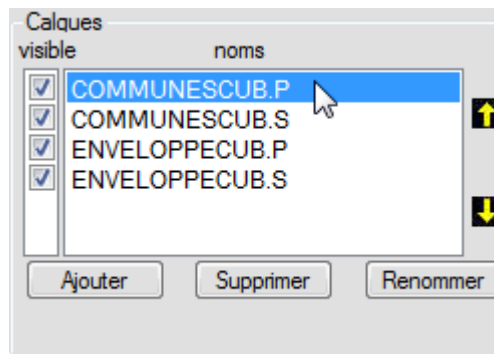 Calques
visible noms
COMMUNESCUB.P
COMMUNESCUB.S
ENVELOPPECUB.P
ENVELOPPECUB.S
Ajouter Supprimer Renommer